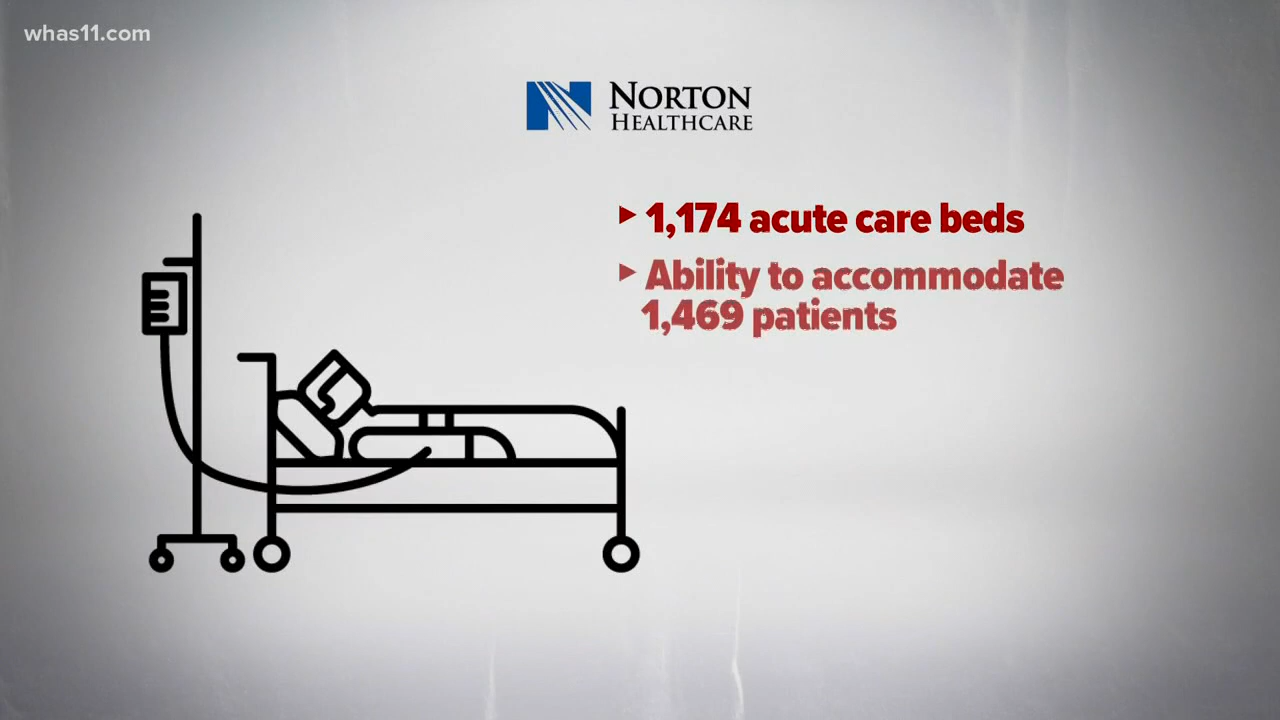 whas11.com
NORTON
HEALTHCARE
1,174 acute care beds
Ability to accommodate
1,469 patients